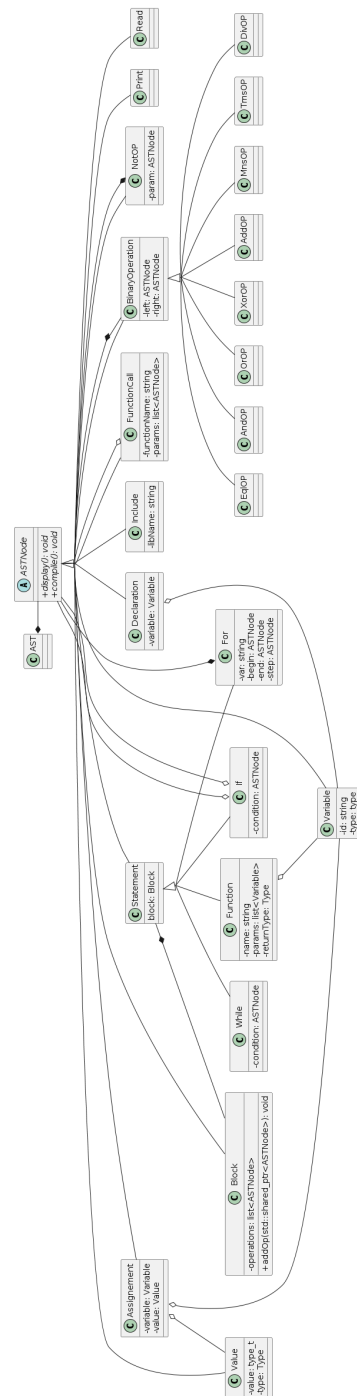 C Read
C Print
C NotOP
-param: ASTNode
C BinaryOperation
-left: ASTNode
-right: ASTNode
C FunctionCall
-functionName: string
-params: list<ASTNode>
C Include
-libName: string
C Declaration
-variable: Variable
A ASTNode
+display(): void
+compile(): void
C AST
C Statement
block: Block
C Assignement
-variable: Variable
-value: Value
C DivOP
C TmsOP
C MnsOP
C AddOP
C XorOP
C OrOP
C AndOP
C EqlOP
C For
-var: string
-begin: ASTNode
-end: ASTNode
-step: ASTNode
C If
-condition: ASTNode
C Function
-name: string
-params: list<Variable>
-returnType: Type
C While
-condition: ASTNode
C Block
-operations: list<ASTNode>
+addOp(std::shared_ptr<ASTNode>): void
C Value
-value: type_t
-type: Type
C Variable
-id: string
-type: type